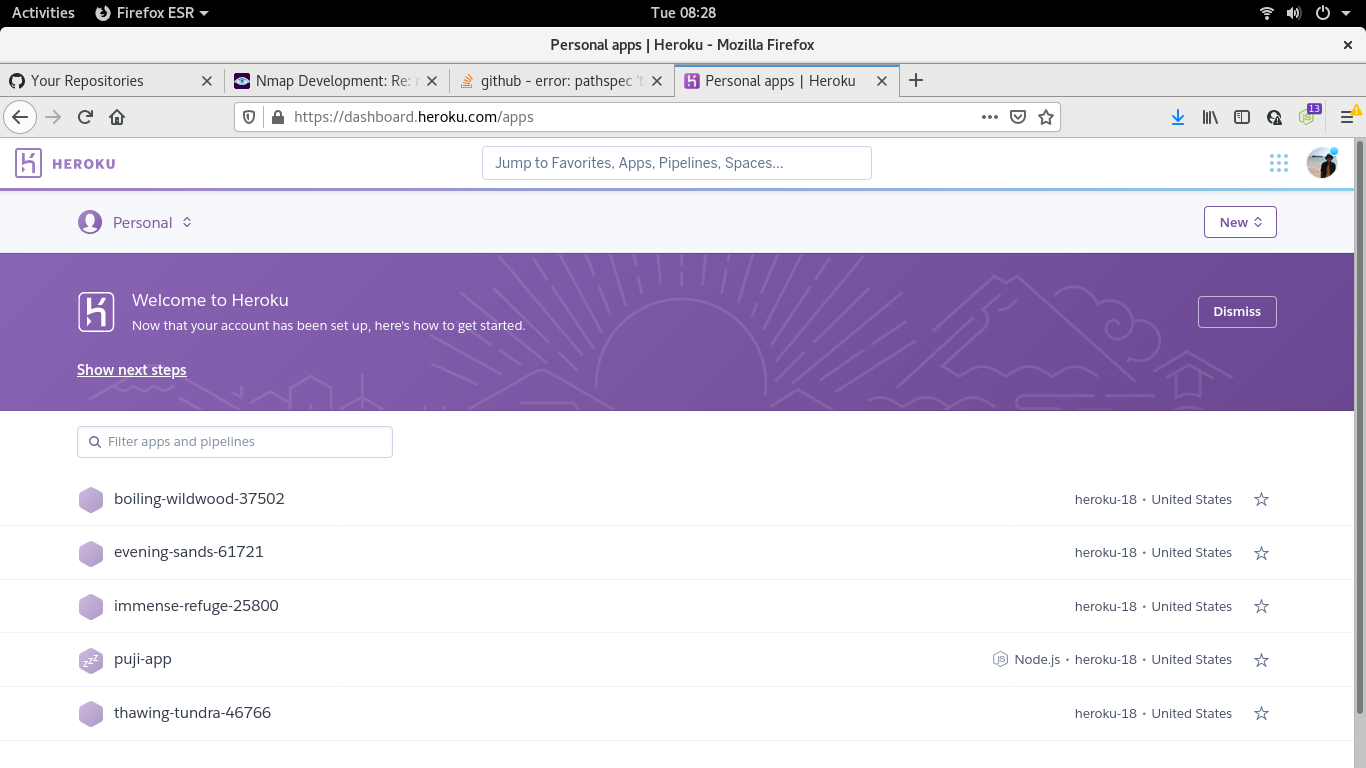 Activities Firefox ESR Tue 08:28
Personal apps | Heroku - Mozilla Firefox
Your Repositories Nmap Development: Re: github - error: pathspec Personal apps | Heroku
https://dashboard.heroku.com/apps 13
HEROKU Jump to Favorites, Apps, Pipelines, Spaces...
Personal New
Welcome to Heroku
Now that your account has been set up, here's how to get started.
Dismiss
Show next steps
Filter apps and pipelines
boiling-wildwood-37502 heroku-18 · United States
evening-sands-61721 heroku-18 · United States
immense-refuge-25800 heroku-18 · United States
zzz puji-app JS Node.js · heroku-18 · United States
thawing-tundra-46766 heroku-18 · United States